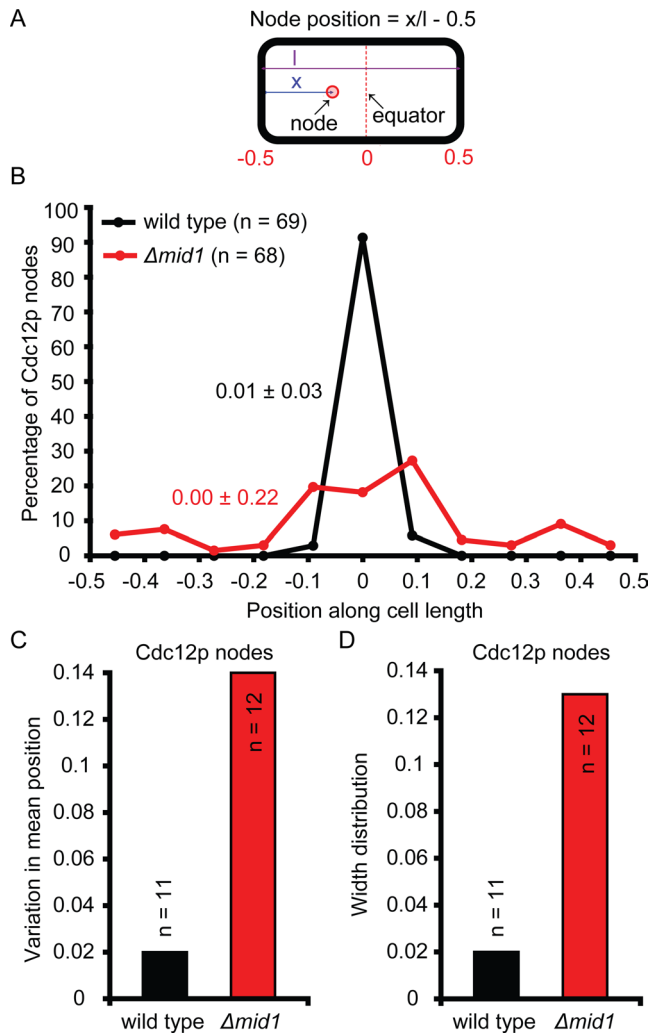 A
Node position = x/l - 0.5
l
x
node
equator
-0.5
0
0.5
B
100
90
80
70
60
50
40
30
20
10
0
Percentage of Cdc12p nodes
wild type (n = 69)
Δmid1 (n = 68)
0.01 ± 0.03
0.00 ± 0.22
-0.5 -0.4 -0.3 -0.2 -0.1 0 0.1 0.2 0.3 0.4 0.5
Position along cell length
C
Cdc12p nodes
0.14
0.1
0.08
0.06
0.04
0.02
0
Variation in mean position
n = 11
n = 12
wild type Δmid1
D
Cdc12p nodes
0.14
0.1
0.08
0.06
0.04
0.02
0
Width distribution
n = 11
n = 12
wild type Δmid1